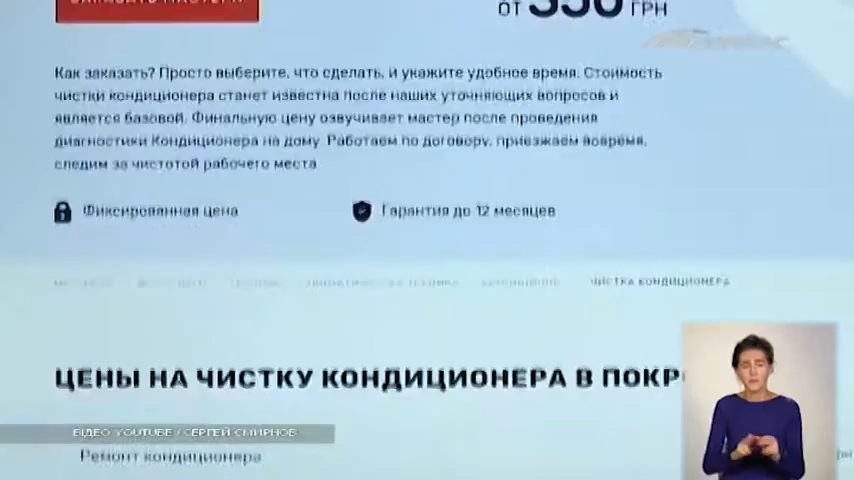 ЗАКАЗАТЬ МАСТЕРА
ОТ 350 ГРН
Как заказать? Просто выберите, что сделать, и укажите удобное время. Стоимость
чистки кондиционера станет известна после наших уточняющих вопросов и
является базовой. Финальную цену озвучивает мастер после проведения
диагностики Кондиционера на дому. Работаем по договору, приезжаем вовремя,
следим за чистотой рабочего места
Фиксированная цена
Гарантия до 12 месяцев
ЧИСТКА КОНДИЦИОНЕРА
ЦЕНЫ НА ЧИСТКУ КОНДИЦИОНЕРА В ПОКР
ВІДЕО YOUTUBE / СЕРГЕЙ СМИРНОВ
Ремонт кондиционера